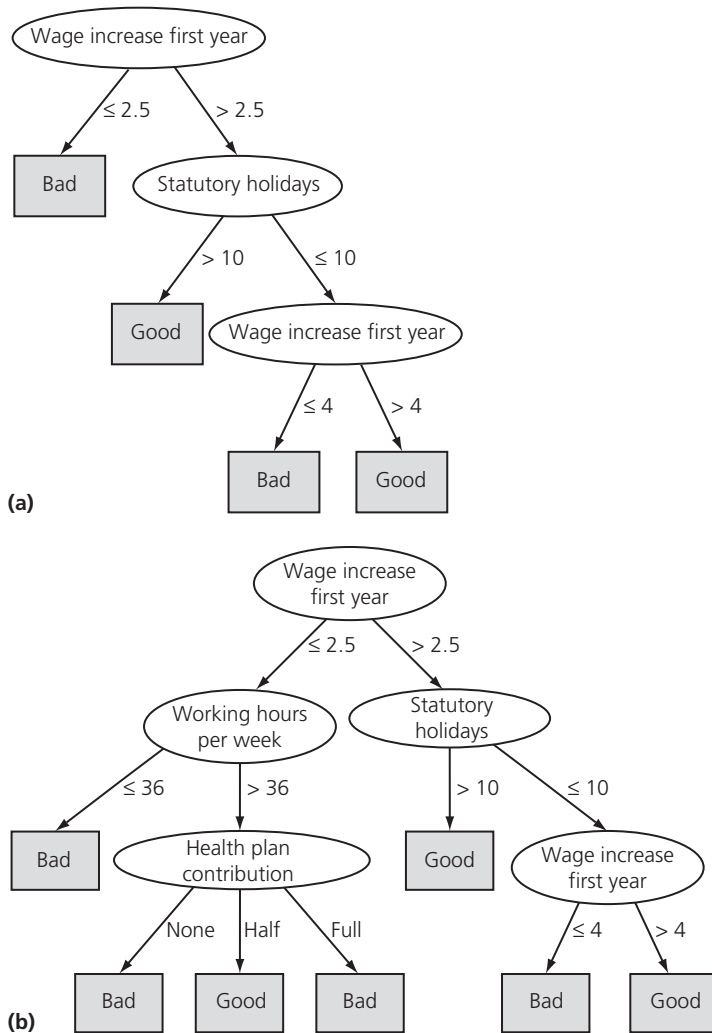 Wage increase first year
≤ 2.5 > 2.5
Bad
Statutory holidays
> 10 ≤ 10
Good
Wage increase first year
≤ 4 > 4
Bad Good
(a)
Wage increase
first year
≤ 2.5 > 2.5
Working hours
per week
Statutory
holidays
≤ 36 > 36 > 10 ≤ 10
Bad
Health plan
contribution
Good
Wage increase
first year
None Half Full ≤ 4 > 4
Bad Good Bad Bad Good
(b)